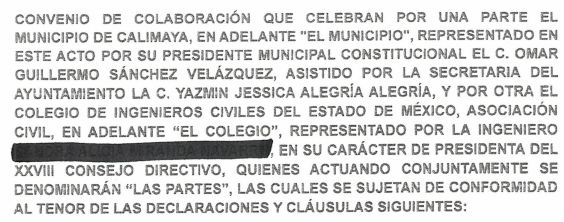 CONVENIO DE COLABORACIÓN QUE CELEBRAN POR UNA PARTE EL
MUNICIPIO DE CALIMAYA, EN ADELANTE "EL MUNICIPIO", REPRESENTADO EN
ESTE ACTO POR SU PRESIDENTE MUNICIPAL CONSTITUCIONAL EL C. OMAR
GUILLERMO SÁNCHEZ VELÁZQUEZ, ASISTIDO POR LA SECRETARIA DEL
AYUNTAMIENTO LA C. YAZMIN JESSICA ALEGRÍA ALEGRÍA, Y POR OTRA EL
COLEGIO DE INGENIEROS CIVILES DEL ESTADO DE MÉXICO, ASOCIACIÓN
CIVIL, EN ADELANTE "EL COLEGIO", REPRESENTADO POR LA INGENIERO
, EN SU CARÁCTER DE PRESIDENTA DEL
XXVIII CONSEJO DIRECTIVO, QUIENES ACTUANDO CONJUNTAMENTE SE
DENOMINARÁN "LAS PARTES", LAS CUALES SE SUJETAN DE CONFORMIDAD
AL TENOR DE LAS DECLARACIONES Y CLÁUSULAS SIGUIENTES: